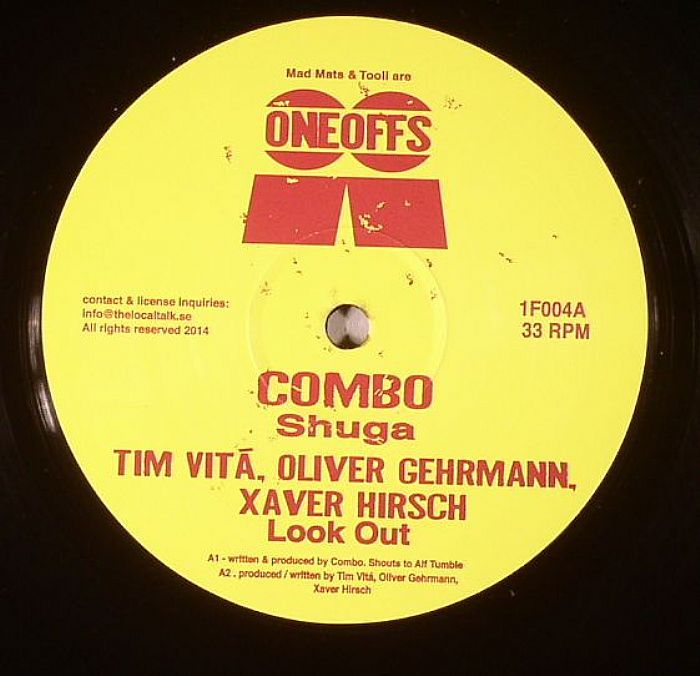 Mad Mats & Tooli are
ONEOFFS
contact & license inquiries:
info@thelocaltalk.se
All rights reserved 2014
1F004A
33 RPM
COMBO
Shuga
TIM VITÁ, OLIVER GEHRMANN,
XAVER HIRSCH
Look Out
A1 - written & produced by Combo. Shouts to Alf Tumble
A2 . produced / written by Tim Vitá, Oliver Gehrmann,
Xaver Hirsch